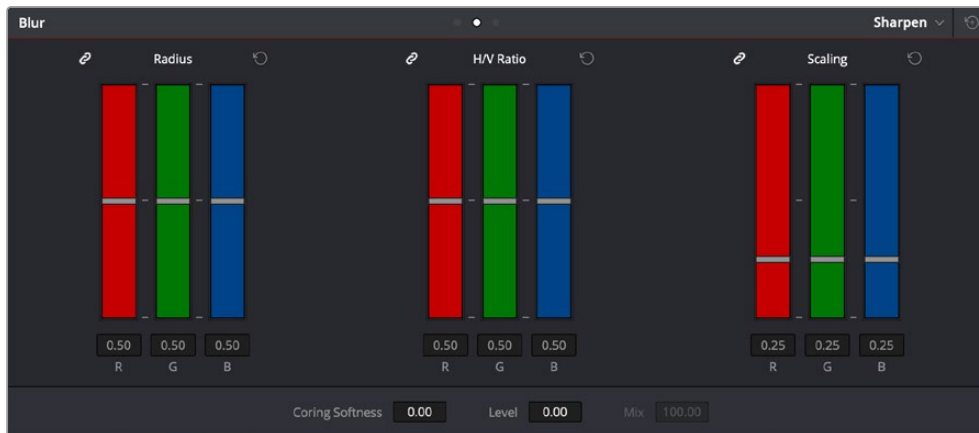 Blur Sharpen
Radius H/V Ratio Scaling
0.50 0.50 0.50 0.50 0.50 0.50 0.25 0.25 0.25
R G B R G B R G B
Coring Softness 0.00 Level 0.00 Mix 100.00